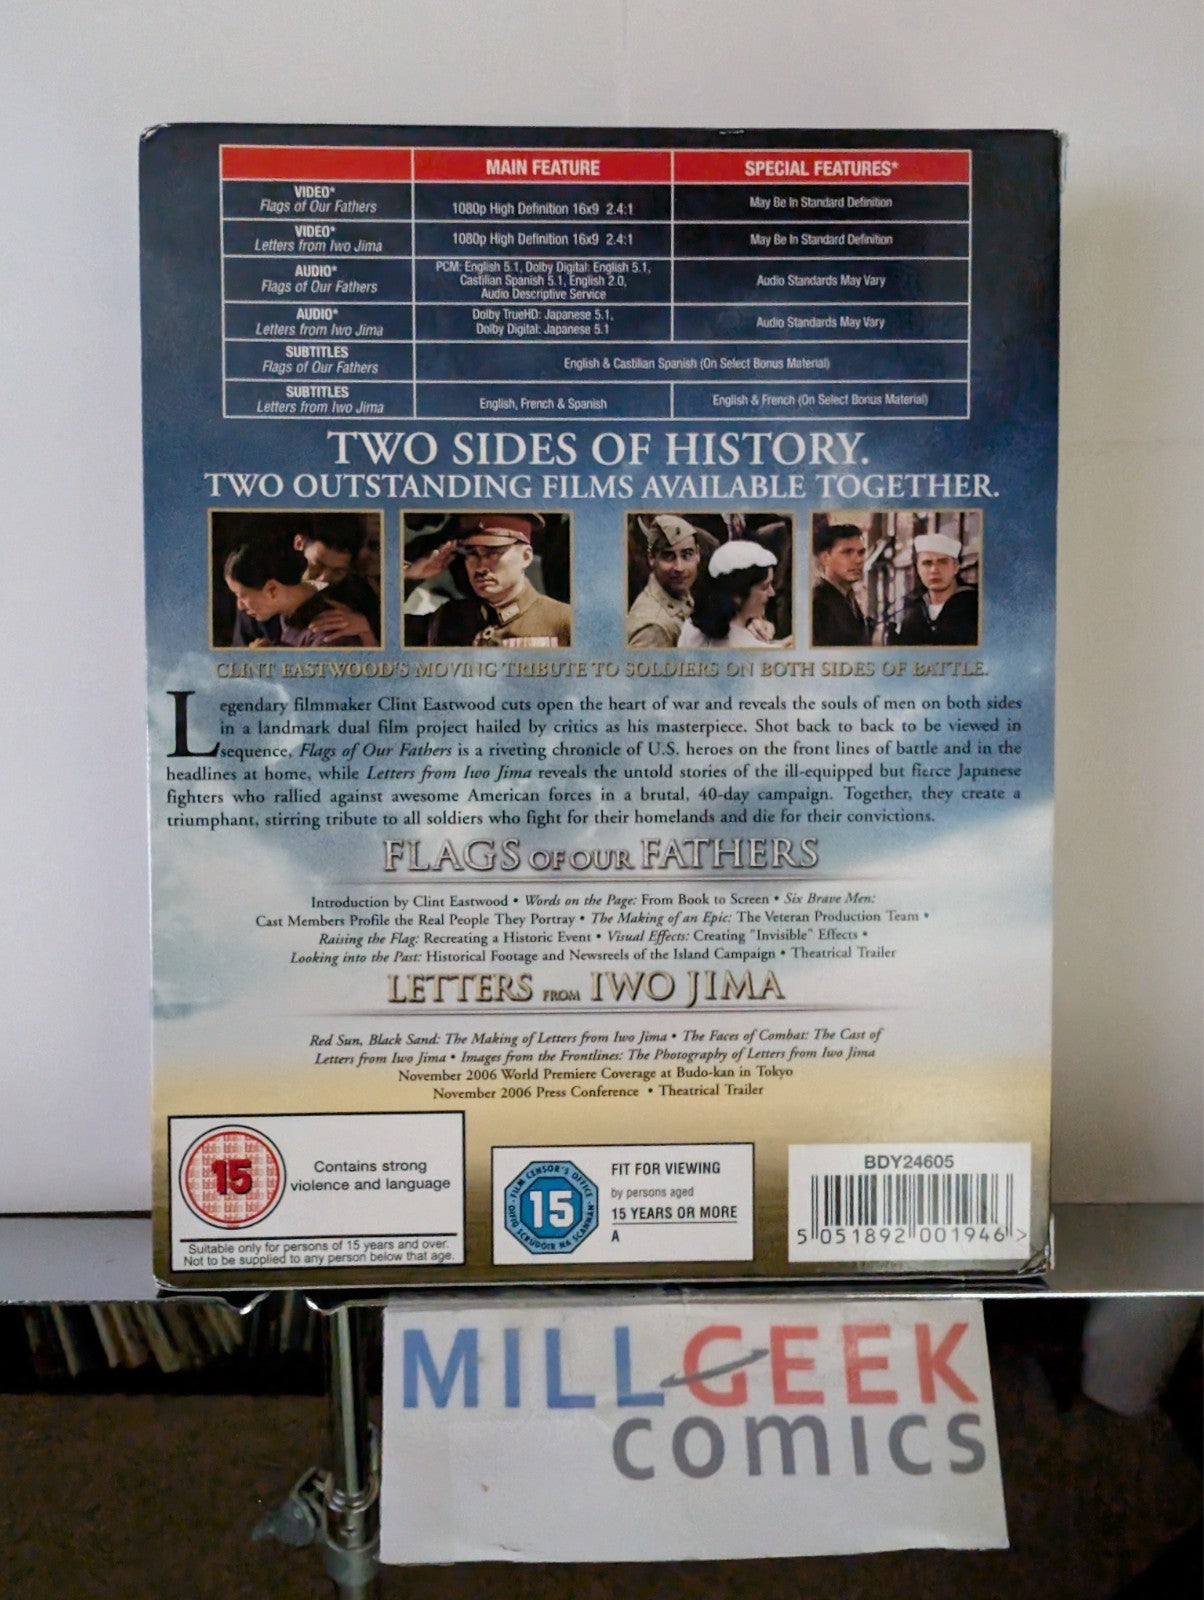 MAIN FEATURE SPECIAL FEATURES*
VIDEO*
Flags of Our Fathers
1080p High Definition 16x9 2.4:1
May Be In Standard Definition
VIDEO*
Letters from Iwo Jima
1080p High Definition 16x9 2.4:1
May Be In Standard Definition
AUDIO*
Flags of Our Fathers
PCM: English 5.1, Dolby Digital: English 5.1,
Castilian Spanish 5.1, English 2.0,
Audio Descriptive Service
Audio Standards May Vary
AUDIO*
Letters from Iwo Jima
Dolby TrueHD: Japanese 5.1,
Dolby Digital: Japanese 5.1
Audio Standards May Vary
SUBTITLES
Flags of Our Fathers
English & Castilian Spanish (On Select Bonus Material)
SUBTITLES
Letters from Iwo Jima
English, French & Spanish
English & French (On Select Bonus Material)
TWO SIDES OF HISTORY.
TWO OUTSTANDING FILMS AVAILABLE TOGETHER.
CLINT EASTWOOD'S MOVING TRIBUTE TO SOLDIERS ON BOTH SIDES OF BATTLE.
Legendary filmmaker Clint Eastwood cuts open the heart of war and reveals the souls of men on both sides
in a landmark dual film project hailed by critics as his masterpiece. Shot back to back to be viewed in
sequence, Flags of Our Fathers is a riveting chronicle of U.S. heroes on the front lines of battle and in the
headlines at home, while Letters from Iwo Jima reveals the untold stories of the ill-equipped but fierce Japanese
fighters who rallied against awesome American forces in a brutal, 40-day campaign. Together, they create a
triumphant, stirring tribute to all soldiers who fight for their homelands and die for their convictions.
FLAGS OF OUR FATHERS
Introduction by Clint Eastwood • Words on the Page: From Book to Screen • Six Brave Men:
Cast Members Profile the Real People They Portray • The Making of an Epic: The Veteran Production Team •
Raising the Flag: Recreating a Historic Event • Visual Effects: Creating "Invisible" Effects •
Looking into the Past: Historical Footage and Newsreels of the Island Campaign • Theatrical Trailer
LETTERS FROM IWO JIMA
Red Sun, Black Sand: The Making of Letters from Iwo Jima • The Faces of Combat: The Cast of
Letters from Iwo Jima • Images from the Frontlines: The Photography of Letters from Iwo Jima
November 2006 World Premiere Coverage at Budo-kan in Tokyo
November 2006 Press Conference • Theatrical Trailer
15
Contains strong
violence and language
Suitable only for persons of 15 years and over.
Not to be supplied to any person below that age.
FILM CENSOR'S OFFICE
15
OIFIG SCRÚDÓIR NA SCANNÁN
FIT FOR VIEWING
by persons aged
15 YEARS OR MORE
A
BDY24605
5 051892 001946 >
MILLGEEK
comics